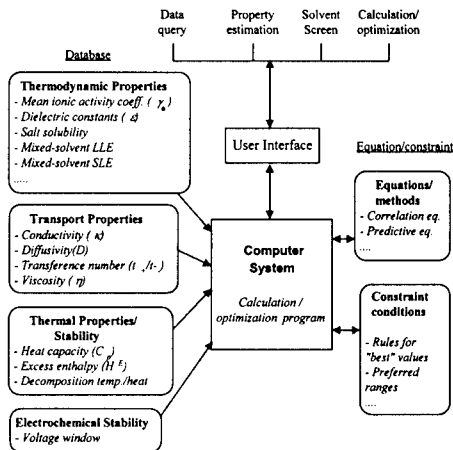 Data query
Property estimation
Solvent Screen
Calculation/ optimization
Database
Thermodynamic Properties
- Mean ionic activity coeff. ( γ± )
- Dielectric constants ( ε)
- Salt solubility
- Mixed-solvent LLE
- Mixed-solvent SLE
.....
Transport Properties
- Conductivity ( κ)
- Diffusivity(D)
- Transference number (t +/t-)
- Viscosity ( η)
Thermal Properties/
Stability
- Heat capacity (C p)
- Excess enthalpy (H E)
- Decomposition temp./heat
Electrochemical Stability
- Voltage window
User Interface
Computer
System
Calculation /
optimization program
Equation/constraint
Equations/
methods
- Correlation eq.
- Predictive eq.
....
Constraint
conditions
- Rules for
"best" values
- Preferred
ranges
....